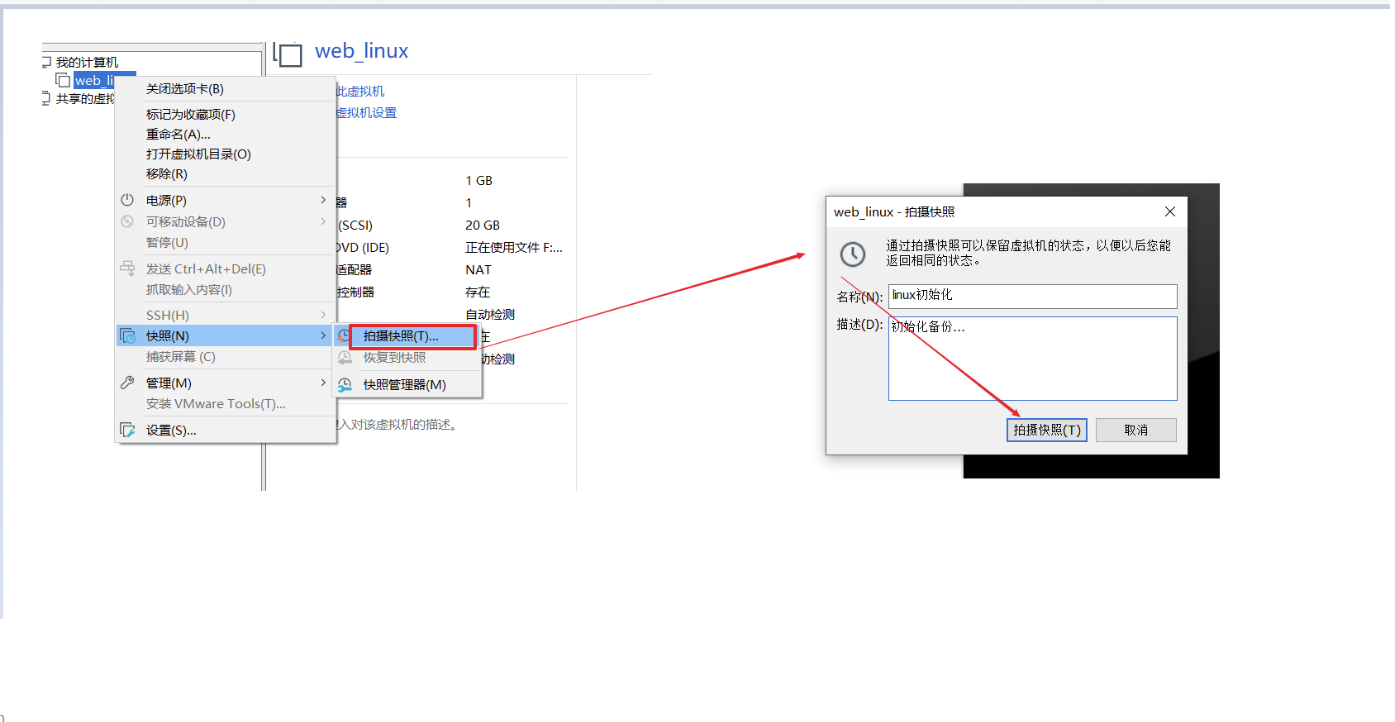 web_linux
我的计算机
web_li
共享的虚拟
关闭选项卡(B)
标记为收藏项(F)
重命名(A)...
打开虚拟机目录(O)
移除(R)
电源(P)
可移动设备(D)
暂停(U)
发送 Ctrl+Alt+Del(E)
抓取输入内容(I)
SSH(H)
快照(N)
捕获屏幕 (C)
管理(M)
安装 VMware Tools(T)...
设置(S)...
拍摄快照(T)...
恢复到快照
快照管理器(M)
此虚拟机
虚拟机设置
1 GB
器 1
(SCSI) 20 GB
DVD (IDE) 正在使用文件 F:...
适配器 NAT
控制器 存在
自动检测
在
动检测
入对该虚拟机的描述。
web_linux - 拍摄快照
通过拍摄快照可以保留虚拟机的状态，以便以后您能
返回相同的状态。
名称(N): linux初始化
描述(D): 初始化备份...
拍摄快照(T) 取消